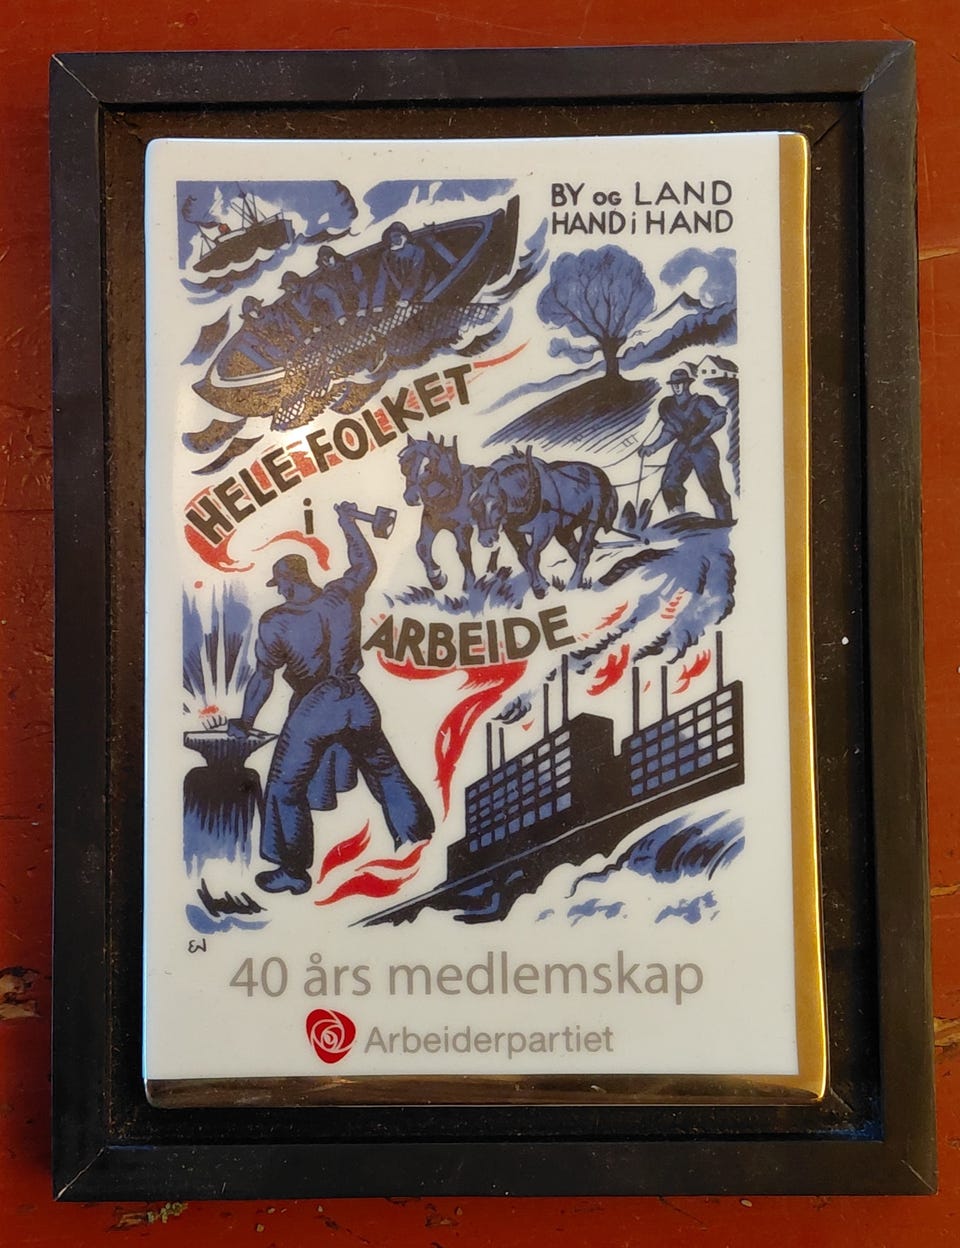 BY OG LAND
HAND i HAND
HELE FOLKET
i
ARBEIDE
EW
40 års medlemskap
Arbeiderpartiet